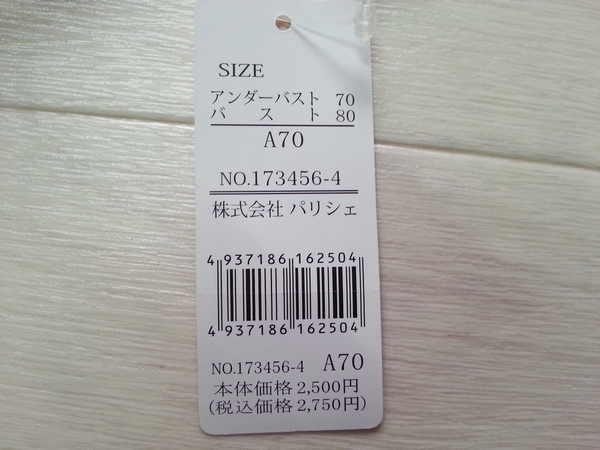 SIZE
アンダーバスト 70
バスト 80
A70
NO.173456-4
株式会社 パリシェ
4 937186 162504
4 937186 162504
NO.173456-4 A70
本体価格2,500円
(税込価格2,750円)